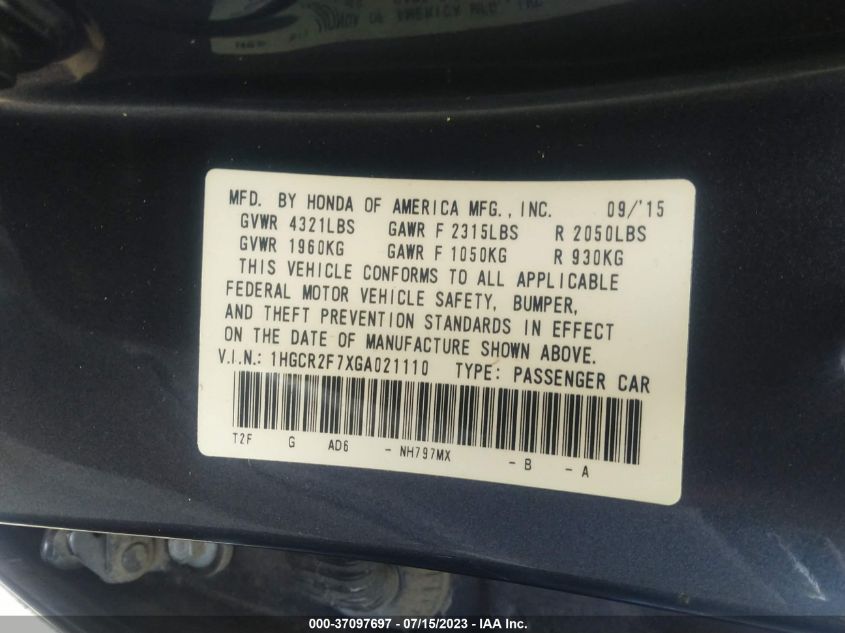 MFD. BY HONDA OF AMERICA MFG., INC. 09/'15
GVWR 4321LBS GAWR F 2315LBS R 2050LBS
GVWR 1960KG GAWR F 1050KG R 930KG
THIS VEHICLE CONFORMS TO ALL APPLICABLE
FEDERAL MOTOR VEHICLE SAFETY, BUMPER,
AND THEFT PREVENTION STANDARDS IN EFFECT
ON THE DATE OF MANUFACTURE SHOWN ABOVE.
V.I.N.: 1HGCR2F7XGA021110 TYPE: PASSENGER CAR
T2F G AD6 - NH797MX - B - A
000-37097697 - 07/15/2023 - 1STOPVINS.COM